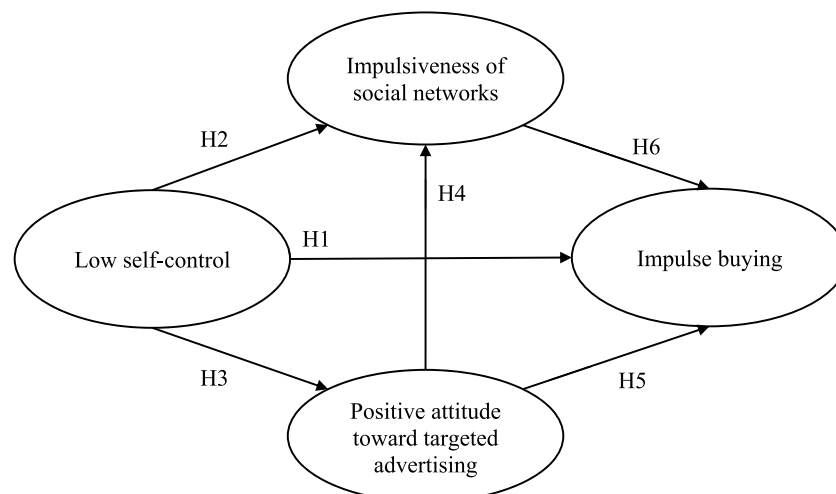 Impulsiveness of
social networks
H2
H6
H4
H1
Low self-control
Impulse buying
H3
H5
Positive attitude
toward targeted
advertising